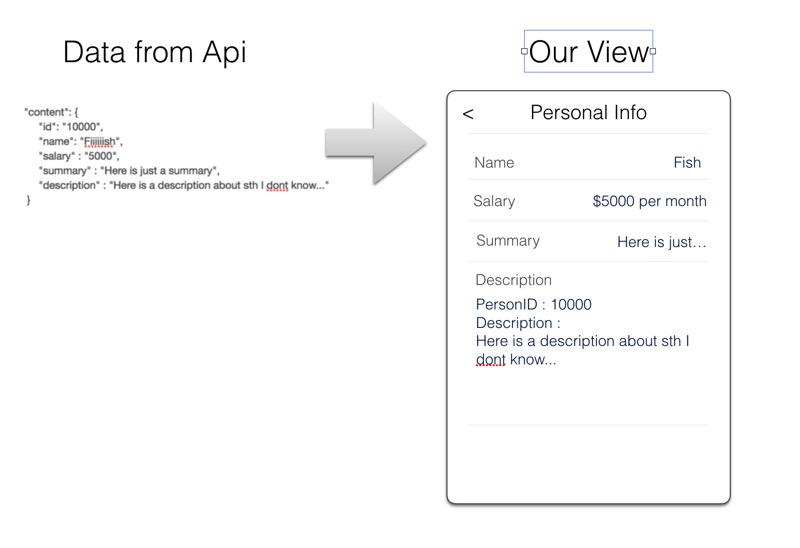 Data from Api
"content": {
"id": "10000",
"name": "Fiiiiiish",
"salary" : "5000",
"summary" : "Here is just a summary",
"description" : "Here is a description about sth I dont know..."
}
Our View
< Personal Info
Name Fish
Salary $5000 per month
Summary Here is just...
Description
PersonID : 10000
Description :
Here is a description about sth I
dont know...